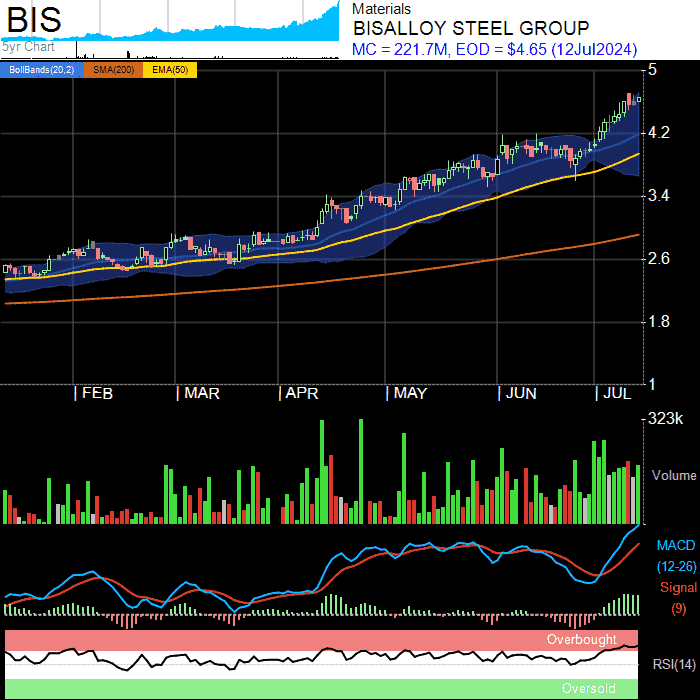 BIS
5yr Chart
Materials
BISALLOY STEEL GROUP
MC = 221.7M, EOD = $4.65 (12Jul2024)
BollBands(20,2) SMA(200) EMA(50)
5
4.2
3.4
2.6
1.8
1
FEB MAR APR MAY JUN JUL
323k
Volume
MACD
(12-26)
Signal
(9)
Overbought
RSI(14)
Oversold